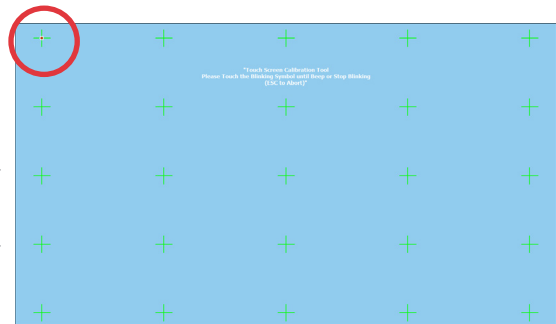 "Touch Screen Calibration Tool
Please Touch the Blinking Symbol until Beep or Stop Blinking
(ESC to Abort)"